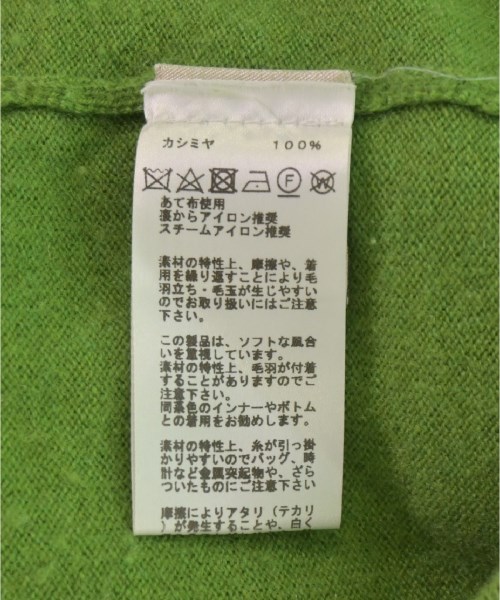 カシミヤ 100%
F
W
あて布使用
裏からアイロン推奨
スチームアイロン推奨
素材の特性上、摩擦や、着
用を繰り返すことにより毛
羽立ち・毛玉が生じやすい
のでお取り扱いにはご注意
下さい。
この製品は、ソフトな風合
いを重視しています。
素材の特性上、毛羽が付着
することがありますのでご
注意下さい。
同系色のインナーやボトム
との着用をお勧めします。
素材の特性上、糸が引っ掛
かりやすいのでバッグ、時
計など金属突起物や、ざら
ついたものにご注意下さい
摩擦によりアタリ（テカリ
）が発生することや、白く